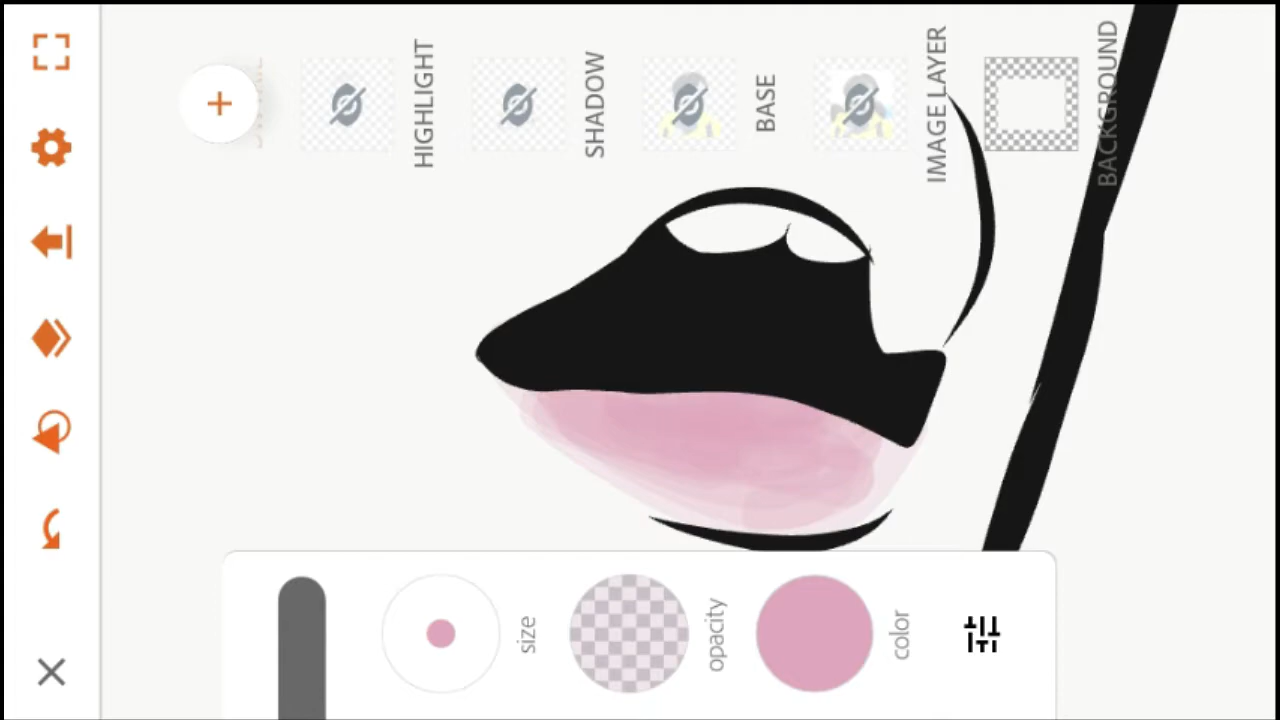 HIGHLIGHT
SHADOW
BASE
IMAGE LAYER
BACKGROUND
size
opacity
color